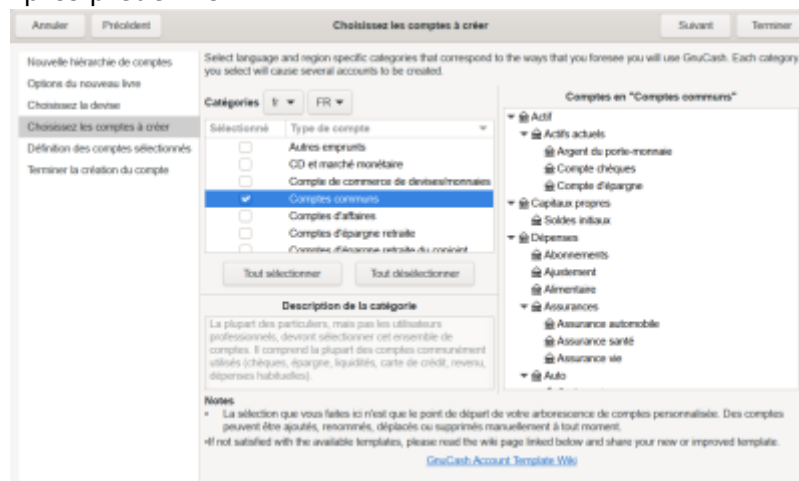 Annuler Précédent Choisissez les comptes à créer Suivant Terminer
Nouvelle hiérarchie de comptes
Options du nouveau livre
Choisissez la devise
Choisissez les comptes à créer
Définition des comptes sélectionnés
Terminer la création du compte
Select language and region specific categories that correspond to the ways that you foresee you will use GnuCash. Each category
you select will cause several accounts to be created.
Catégories fr FR
Sélectionné Type de compte
Autres emprunts
CD et marché monétaire
Compte de commerce de devises/monnaies
Comptes communs
Comptes d'affaires
Comptes d'épargne retraite
Comptes d'épargne retraite du conjoint
Tout sélectionner Tout désélectionner
Description de la catégorie
La plupart des particuliers, mais pas les utilisateurs
professionnels, devront sélectionner cet ensemble de
comptes. Il comprend la plupart des comptes communément
utilisés (chèques, épargne, liquidités, carte de crédit, revenu,
dépenses habituelles).
Comptes en "Comptes communs"
Actif
Actifs actuels
Argent du porte-monnaie
Compte chèques
Compte d'épargne
Capitaux propres
Soldes initiaux
Dépenses
Abonnements
Ajustement
Alimentaire
Assurances
Assurance automobile
Assurance santé
Assurance vie
Auto
Notes
• La sélection que vous faites ici n'est que le point de départ de votre arborescence de comptes personnalisée. Des comptes
peuvent être ajoutés, renommés, déplacés ou supprimés manuellement à tout moment.
•If not satisfied with the available templates, please read the wiki page linked below and share your new or improved template.
GnuCash Account Template Wiki